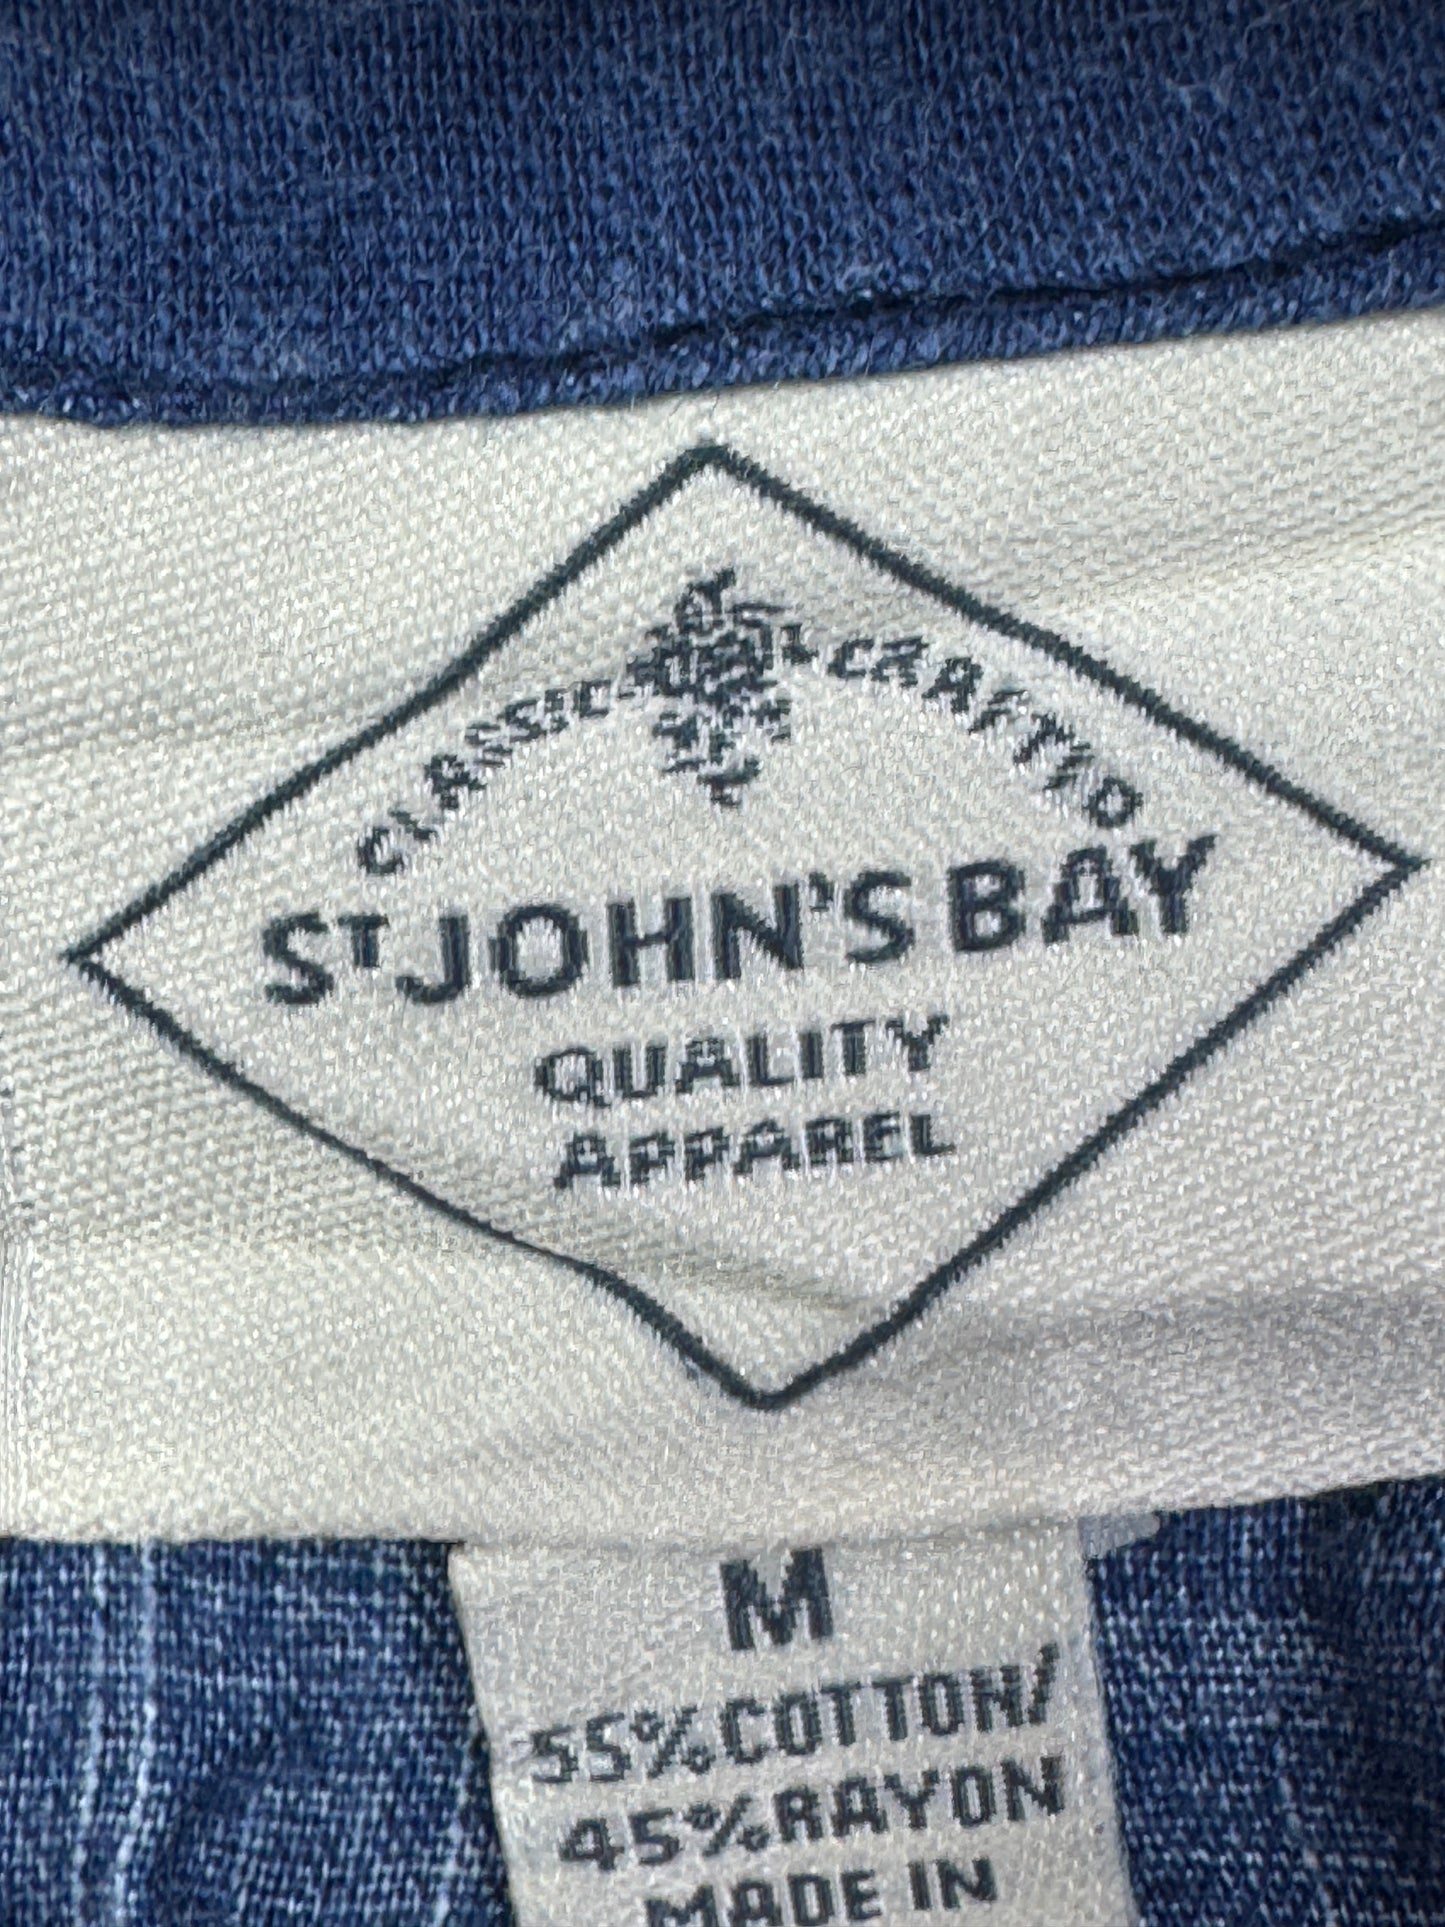 CLASSIC CRAFTED
ST JOHN'S BAY
QUALITY
APPAREL
M
55%COTTON/
45%RAYON
MADE IN